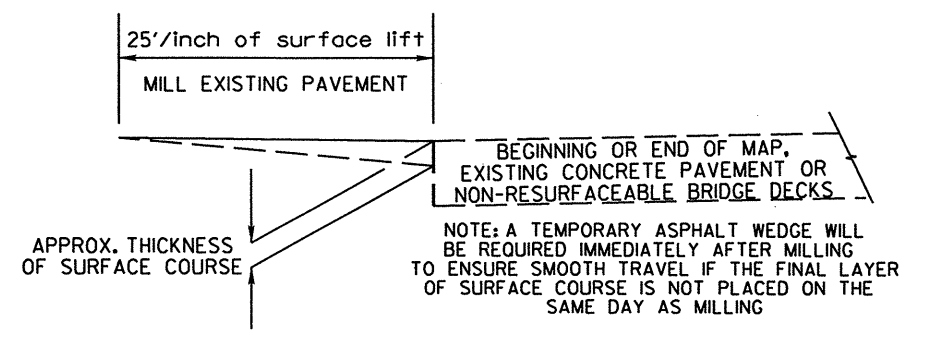 25'/inch of surface lift
MILL EXISTING PAVEMENT
BEGINNING OR END OF MAP,
EXISTING CONCRETE PAVEMENT OR
NON-RESURFACEABLE BRIDGE DECKS
APPROX. THICKNESS
OF SURFACE COURSE
NOTE: A TEMPORARY ASPHALT WEDGE WILL
BE REQUIRED IMMEDIATELY AFTER MILLING
TO ENSURE SMOOTH TRAVEL IF THE FINAL LAYER
OF SURFACE COURSE IS NOT PLACED ON THE
SAME DAY AS MILLING